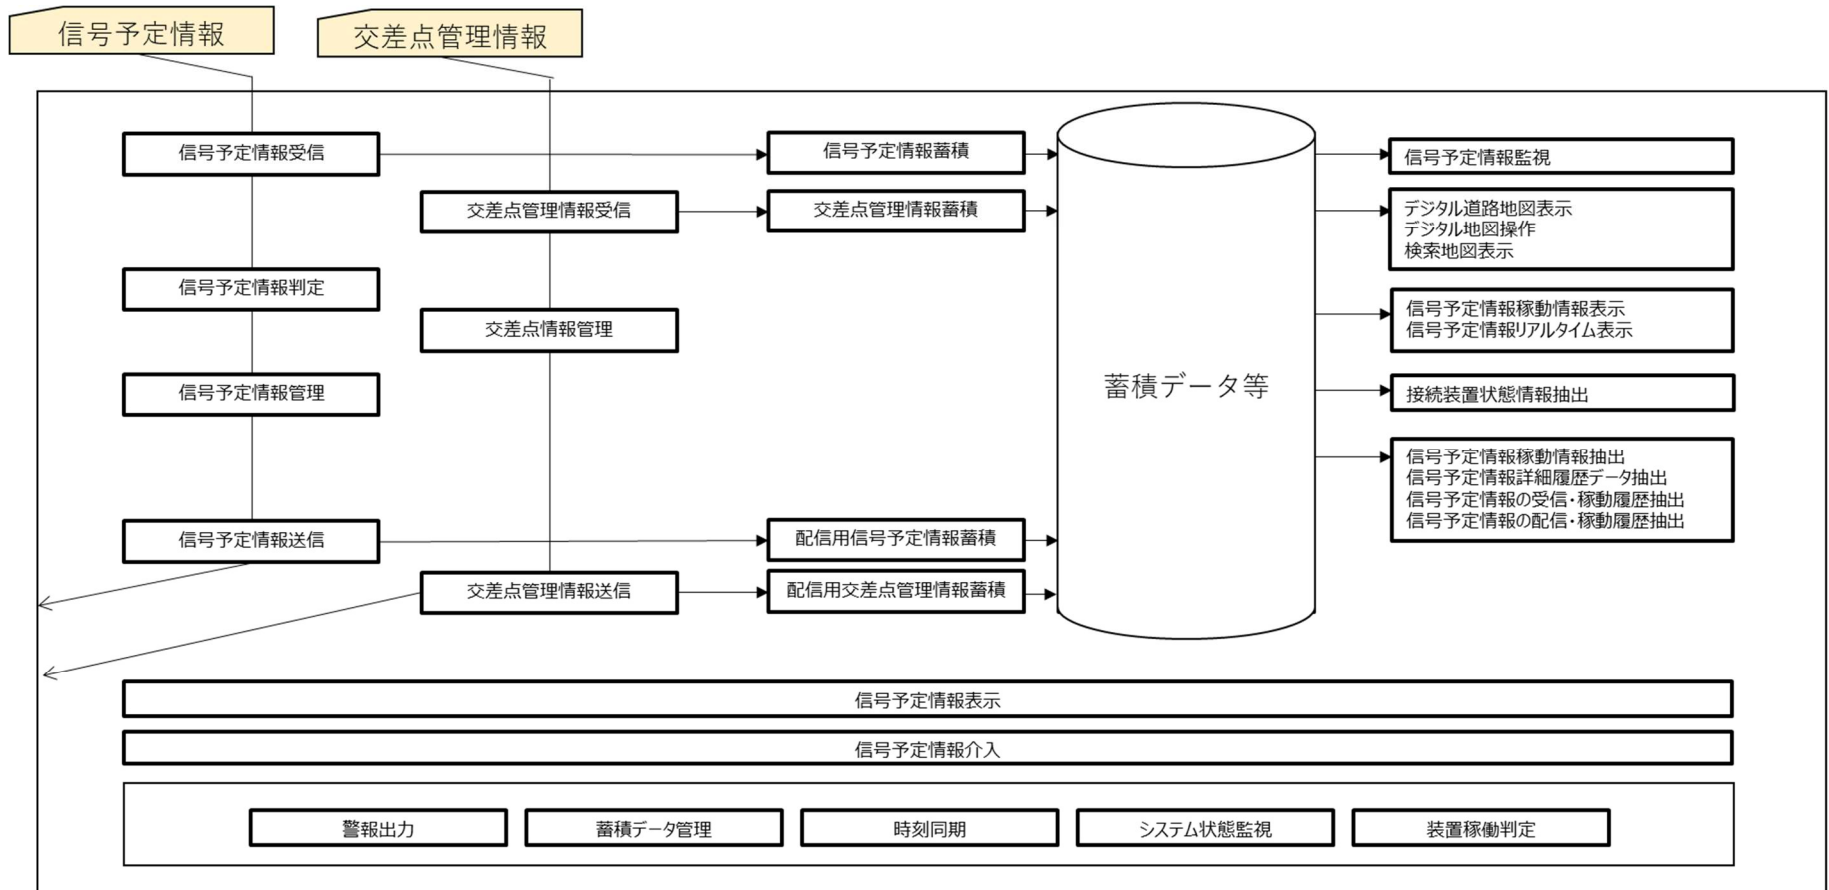 信号予定情報
交差点管理情報
信号予定情報受信
信号予定情報蓄積
信号予定情報監視
交差点管理情報受信
交差点管理情報蓄積
デジタル道路地図表示
デジタル地図操作
検索地図表示
信号予定情報判定
交差点情報管理
信号予定情報稼動情報表示
信号予定情報リアルタイム表示
信号予定情報管理
蓄積データ等
接続装置状態情報抽出
信号予定情報稼動情報抽出
信号予定情報詳細履歴データ抽出
信号予定情報の受信・稼動履歴抽出
信号予定情報の配信・稼動履歴抽出
信号予定情報送信
配信用信号予定情報蓄積
交差点管理情報送信
配信用交差点管理情報蓄積
信号予定情報表示
信号予定情報介入
警報出力
蓄積データ管理
時刻同期
システム状態監視
装置稼働判定